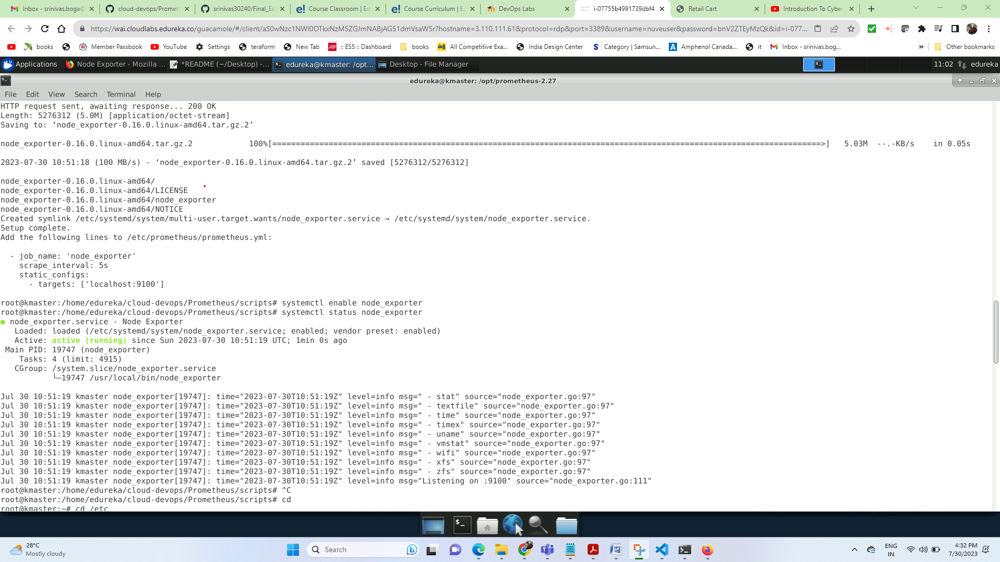 Inbox - srinivas.boga@
cloud-devops/Promet
srinivas30240/Final_Ed
Course Classroom | Ed
Course Curriculum | Ec
DevOps Labs
i-07755b4991739dbf4
Retail Cart
Introduction To Cyber
https://wai.cloudlabs.edureka.co/guacamole/#/client/aS0wNzc1NWI0OTkxNzM5ZGJmNABjAG51dmVsaW5r?hostname=3.110.111.61&protocol=rdp&port=3389&username=nuveuser&password=bnV2ZTEyMzQk&id=i-077...
books
Member Passbook
YouTube
Settings
teraform
New Tab
:: ESS :: Dashboard
books
All Competitive Exa...
India Design Center
Category | Samsun...
Amphenol Canada...
it
Inbox - srinivas.bog...
»
Other bookmarks
Applications
Node Exporter - Mozilla ...
*README (~/Desktop) -...
edureka@kmaster: /opt...
Desktop - File Manager
11:02
edureka
edureka@kmaster: /opt/prometheus-2.27
File Edit View Search Terminal Help
HTTP request sent, awaiting response... 200 OK
Length: 5276312 (5.0M) [application/octet-stream]
Saving to: ‘node_exporter-0.16.0.linux-amd64.tar.gz.2’
node_exporter-0.16.0.linux-amd64.tar.gz.2 100%[=====================================================================================================================>] 5.03M --.-KB/s in 0.05s
2023-07-30 10:51:18 (100 MB/s) - ‘node_exporter-0.16.0.linux-amd64.tar.gz.2’ saved [5276312/5276312]
node_exporter-0.16.0.linux-amd64/
node_exporter-0.16.0.linux-amd64/LICENSE
node_exporter-0.16.0.linux-amd64/node_exporter
node_exporter-0.16.0.linux-amd64/NOTICE
Created symlink /etc/systemd/system/multi-user.target.wants/node_exporter.service → /etc/systemd/system/node_exporter.service.
Setup complete.
Add the following lines to /etc/prometheus/prometheus.yml:
- job_name: 'node_exporter'
scrape_interval: 5s
static_configs:
- targets: ['localhost:9100']
root@kmaster:/home/edureka/cloud-devops/Prometheus/scripts# systemctl enable node_exporter
root@kmaster:/home/edureka/cloud-devops/Prometheus/scripts# systemctl status node_exporter
● node_exporter.service - Node Exporter
Loaded: loaded (/etc/systemd/system/node_exporter.service; enabled; vendor preset: enabled)
Active: active (running) since Sun 2023-07-30 10:51:19 UTC; 1min 0s ago
Main PID: 19747 (node_exporter)
Tasks: 4 (limit: 4915)
CGroup: /system.slice/node_exporter.service
└─19747 /usr/local/bin/node_exporter
Jul 30 10:51:19 kmaster node_exporter[19747]: time="2023-07-30T10:51:19Z" level=info msg=" - stat" source="node_exporter.go:97"
Jul 30 10:51:19 kmaster node_exporter[19747]: time="2023-07-30T10:51:19Z" level=info msg=" - textfile" source="node_exporter.go:97"
Jul 30 10:51:19 kmaster node_exporter[19747]: time="2023-07-30T10:51:19Z" level=info msg=" - time" source="node_exporter.go:97"
Jul 30 10:51:19 kmaster node_exporter[19747]: time="2023-07-30T10:51:19Z" level=info msg=" - timex" source="node_exporter.go:97"
Jul 30 10:51:19 kmaster node_exporter[19747]: time="2023-07-30T10:51:19Z" level=info msg=" - uname" source="node_exporter.go:97"
Jul 30 10:51:19 kmaster node_exporter[19747]: time="2023-07-30T10:51:19Z" level=info msg=" - vmstat" source="node_exporter.go:97"
Jul 30 10:51:19 kmaster node_exporter[19747]: time="2023-07-30T10:51:19Z" level=info msg=" - wifi" source="node_exporter.go:97"
Jul 30 10:51:19 kmaster node_exporter[19747]: time="2023-07-30T10:51:19Z" level=info msg=" - xfs" source="node_exporter.go:97"
Jul 30 10:51:19 kmaster node_exporter[19747]: time="2023-07-30T10:51:19Z" level=info msg=" - zfs" source="node_exporter.go:97"
Jul 30 10:51:19 kmaster node_exporter[19747]: time="2023-07-30T10:51:19Z" level=info msg="Listening on :9100" source="node_exporter.go:111"
root@kmaster:/home/edureka/cloud-devops/Prometheus/scripts# ^C
root@kmaster:/home/edureka/cloud-devops/Prometheus/scripts# cd
root@kmaster:~# cd /etc
28°C
Mostly cloudy
Search
ENG
IN
4:32 PM
7/30/2023